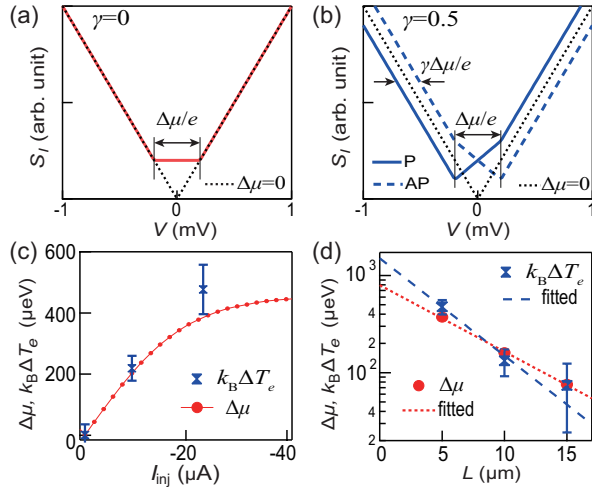 (a) γ=0
S_I (arb. unit)
Δμ/e
Δμ=0
-1 0 1
V (mV)
(b) γ=0.5
S_I (arb. unit)
γΔμ/e
Δμ/e
P
AP
Δμ=0
-1 0 1
V (mV)
(c)
Δμ, k_BΔT_e (μeV)
600
400
200
0
k_BΔT_e
Δμ
0 -20 -40
I_inj (μA)
(d)
Δμ, k_BΔT_e (μeV)
10^3
6
4
2
10^2
6
4
2
k_BΔT_e
fitted
Δμ
fitted
0 5 10 15
L (μm)